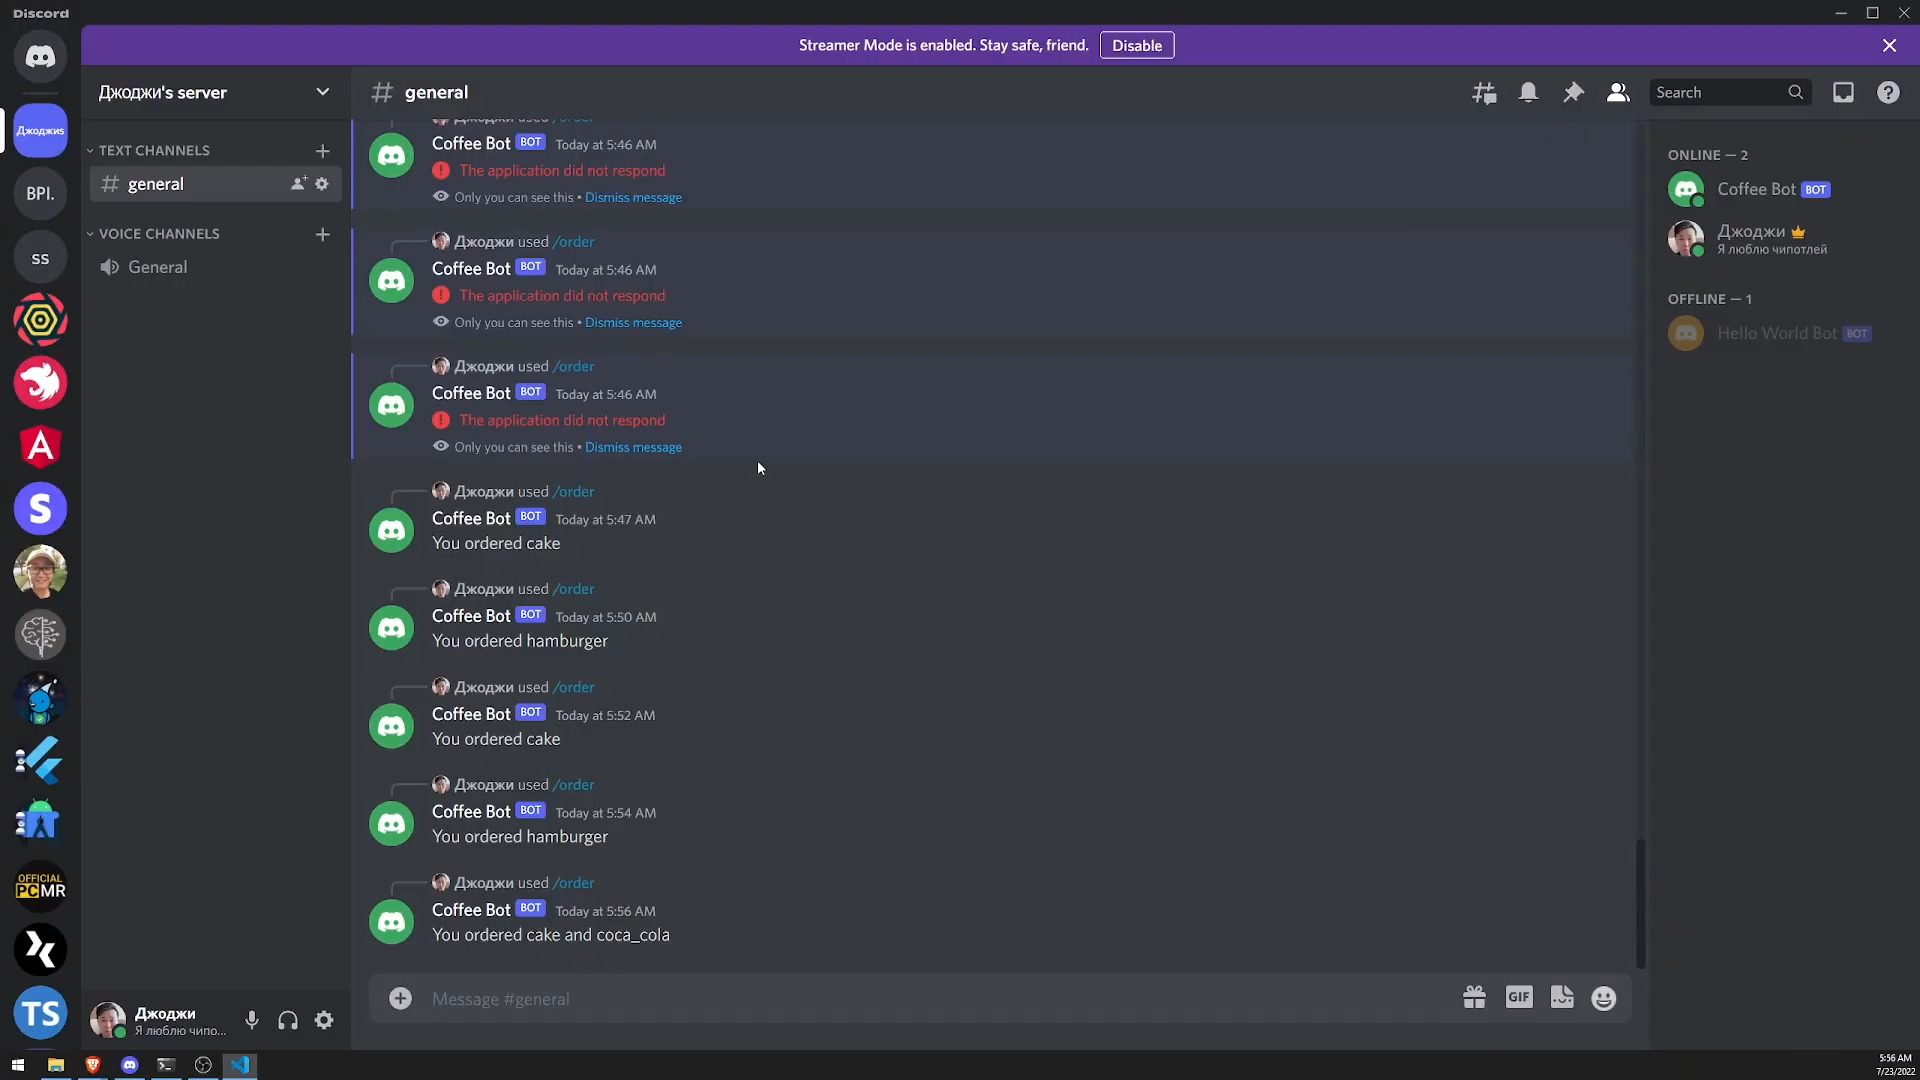 Discord
Streamer Mode is enabled. Stay safe, friend. Disable
Джоджиs
BPI.
ss
S
OFFICIAL
PCMR
TS
Джоджи's server
TEXT CHANNELS
general
VOICE CHANNELS
General
Джоджи
Я люблю чипо...
# general
Search
Джоджи used /order
Coffee Bot BOT Today at 5:46 AM
The application did not respond
Only you can see this • Dismiss message
Джоджи used /order
Coffee Bot BOT Today at 5:46 AM
The application did not respond
Only you can see this • Dismiss message
Джоджи used /order
Coffee Bot BOT Today at 5:46 AM
The application did not respond
Only you can see this • Dismiss message
Джоджи used /order
Coffee Bot BOT Today at 5:47 AM
You ordered cake
Джоджи used /order
Coffee Bot BOT Today at 5:50 AM
You ordered hamburger
Джоджи used /order
Coffee Bot BOT Today at 5:52 AM
You ordered cake
Джоджи used /order
Coffee Bot BOT Today at 5:54 AM
You ordered hamburger
Джоджи used /order
Coffee Bot BOT Today at 5:56 AM
You ordered cake and coca_cola
Message #general
GIF
ONLINE — 2
Coffee Bot BOT
Джоджи
Я люблю чипотлей
OFFLINE — 1
Hello World Bot BOT
5:56 AM
7/23/2022